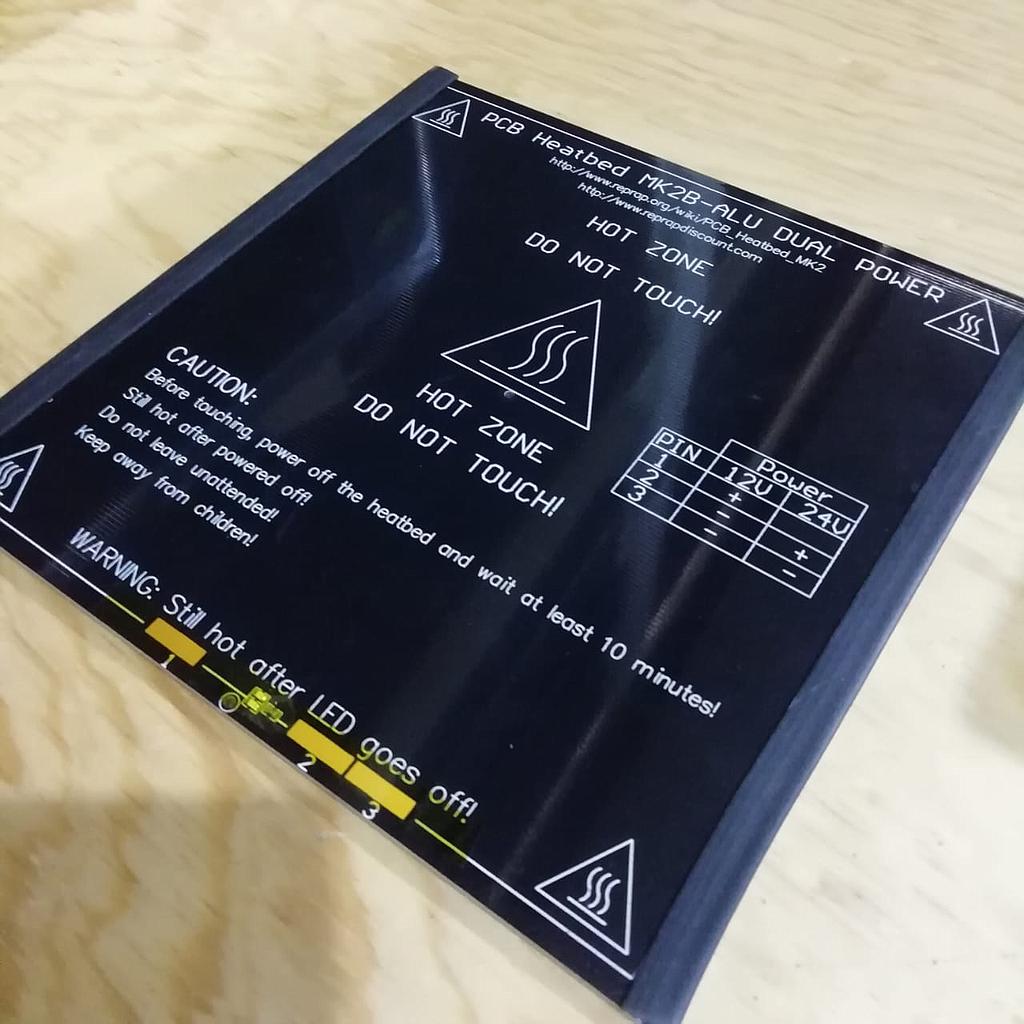 PCB Heatbed MK2B-ALU DUAL POWER
http://www.reprap.org/wiki/PCB_Heatbed_MK2
http://www.reprapdiscount.com
HOT ZONE
DO NOT TOUCH!
HOT ZONE
DO NOT TOUCH!
PIN Power
1 12V 24V
2 +
3 - +
- -
CAUTION:
Before touching, power off the heatbed and wait at least 10 minutes!
Still hot after powered off!
Do not leave unattended!
Keep away from children!
WARNING: Still hot after LED goes off!
1 2 3